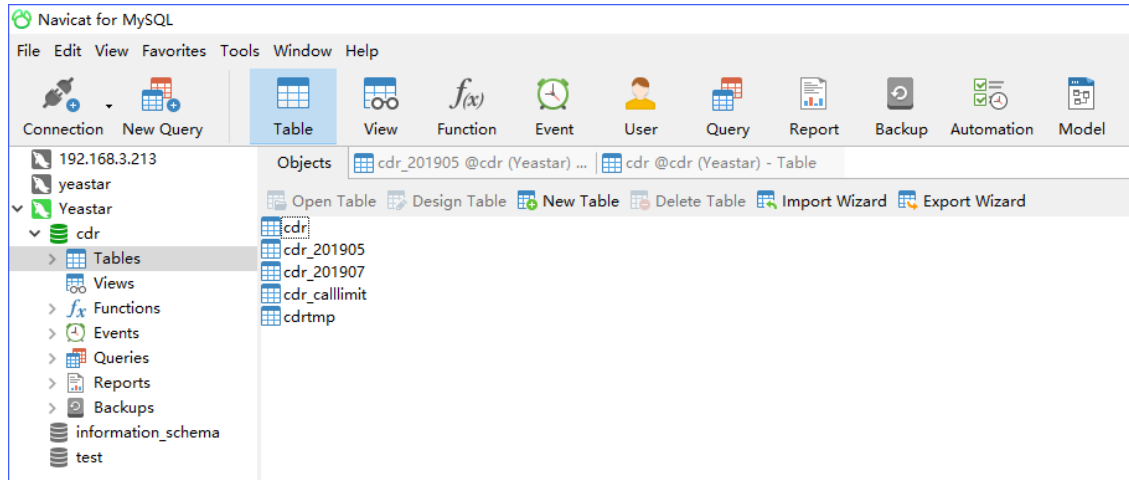 Navicat for MySQL
File Edit View Favorites Tools Window Help
Connection New Query Table View Function Event User Query Report Backup Automation Model
192.168.3.213
yeastar
Yeastar
cdr
Tables
Views
Functions
Events
Queries
Reports
Backups
information_schema
test
Objects cdr_201905 @cdr (Yeastar) ... cdr @cdr (Yeastar) - Table
Open Table Design Table New Table Delete Table Import Wizard Export Wizard
cdr
cdr_201905
cdr_201907
cdr_calllimit
cdrtmp